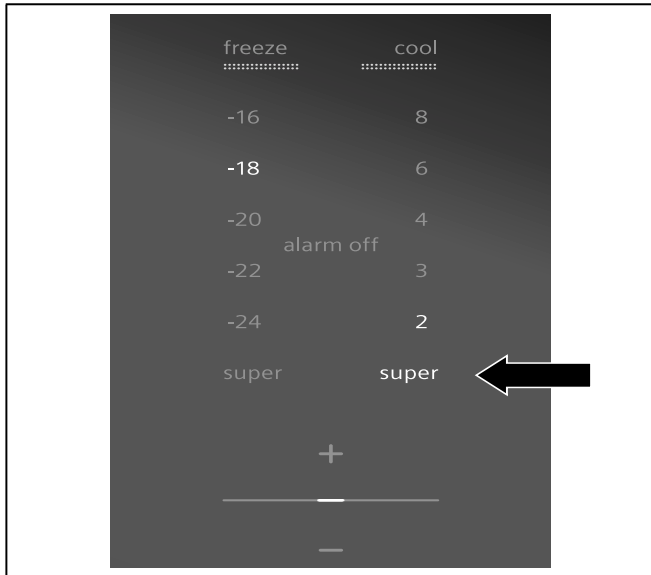 freeze cool
-16 8
-18 6
-20 4
alarm off
-22 3
-24 2
super super
+
–